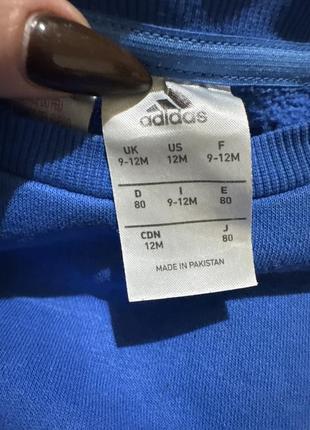 adidas
UK US F
9-12M 12M 9-12M
D I E
80 9-12M 80
CDN J
12M 80
MADE IN PAKISTAN